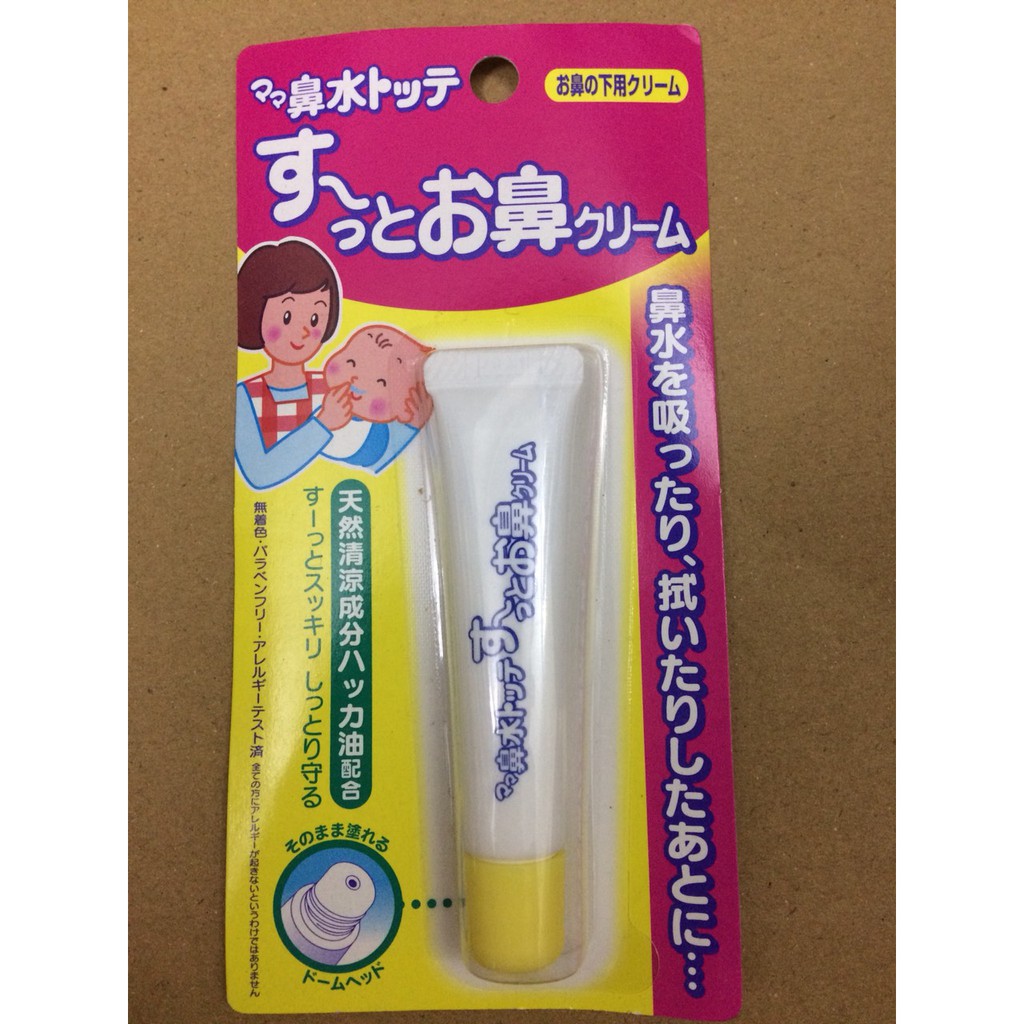 ママ鼻水トッテ
お鼻の下用クリーム
す〜っとお鼻クリーム
鼻水を吸ったり、拭いたりしたあとに…
天然清涼成分ハッカ油配合
すーっとスッキリ しっとり守る
無着色・パラベンフリー・アレルギーテスト済
全ての方にアレルギーが起きないというわけではありません
そのまま塗れる
ドームヘッド
ママ鼻水トッテ
す〜っとお鼻クリーム